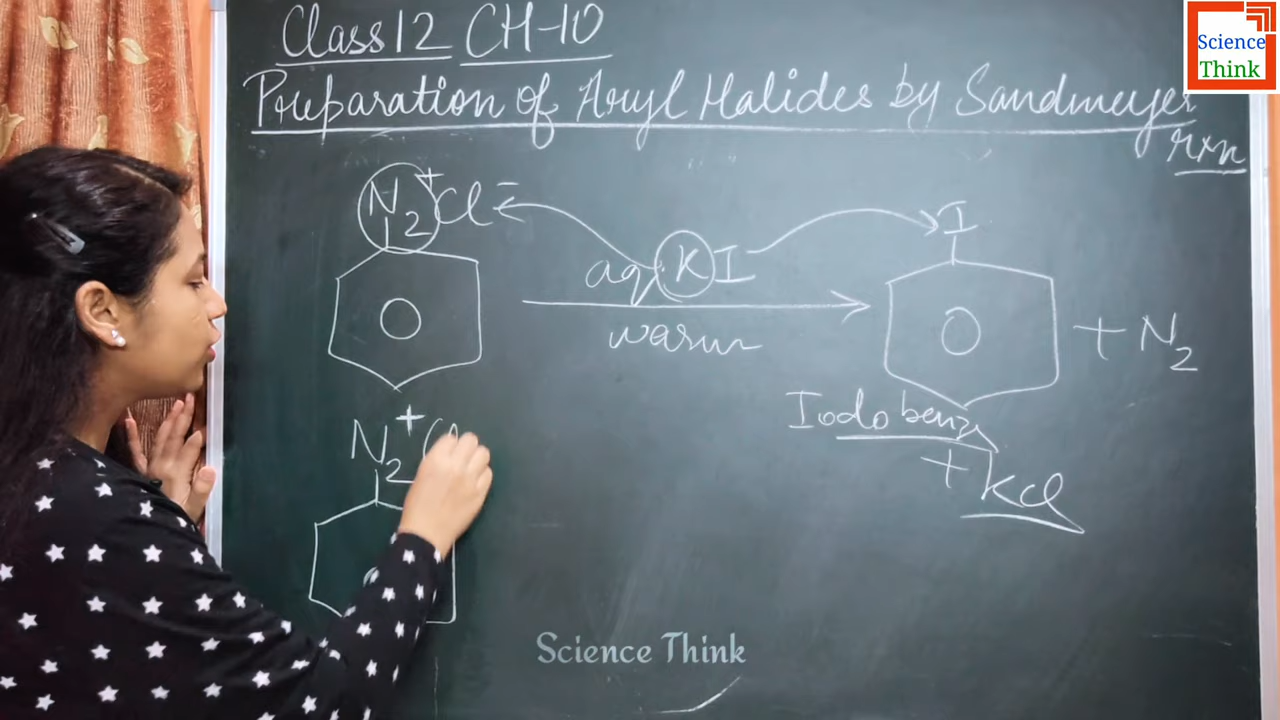 Class 12 CH-10
Preparation of Aryl Halides by Sandmeyer
rxn
Science
Think
N2+Cl-
aq KI
warm
I
+ N2
Iodobenz
+ KCl
N2+Cl
Science Think